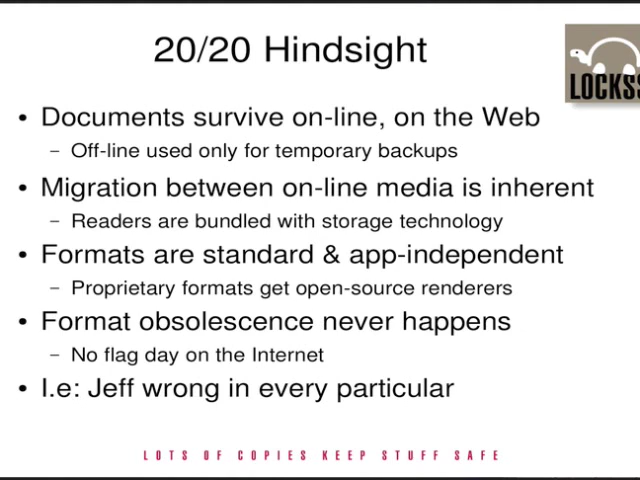 20/20 Hindsight
LOCKSS
• Documents survive on-line, on the Web
– Off-line used only for temporary backups
• Migration between on-line media is inherent
– Readers are bundled with storage technology
• Formats are standard & app-independent
– Proprietary formats get open-source renderers
• Format obsolescence never happens
– No flag day on the Internet
• I.e: Jeff wrong in every particular
LOTS OF COPIES KEEP STUFF SAFE